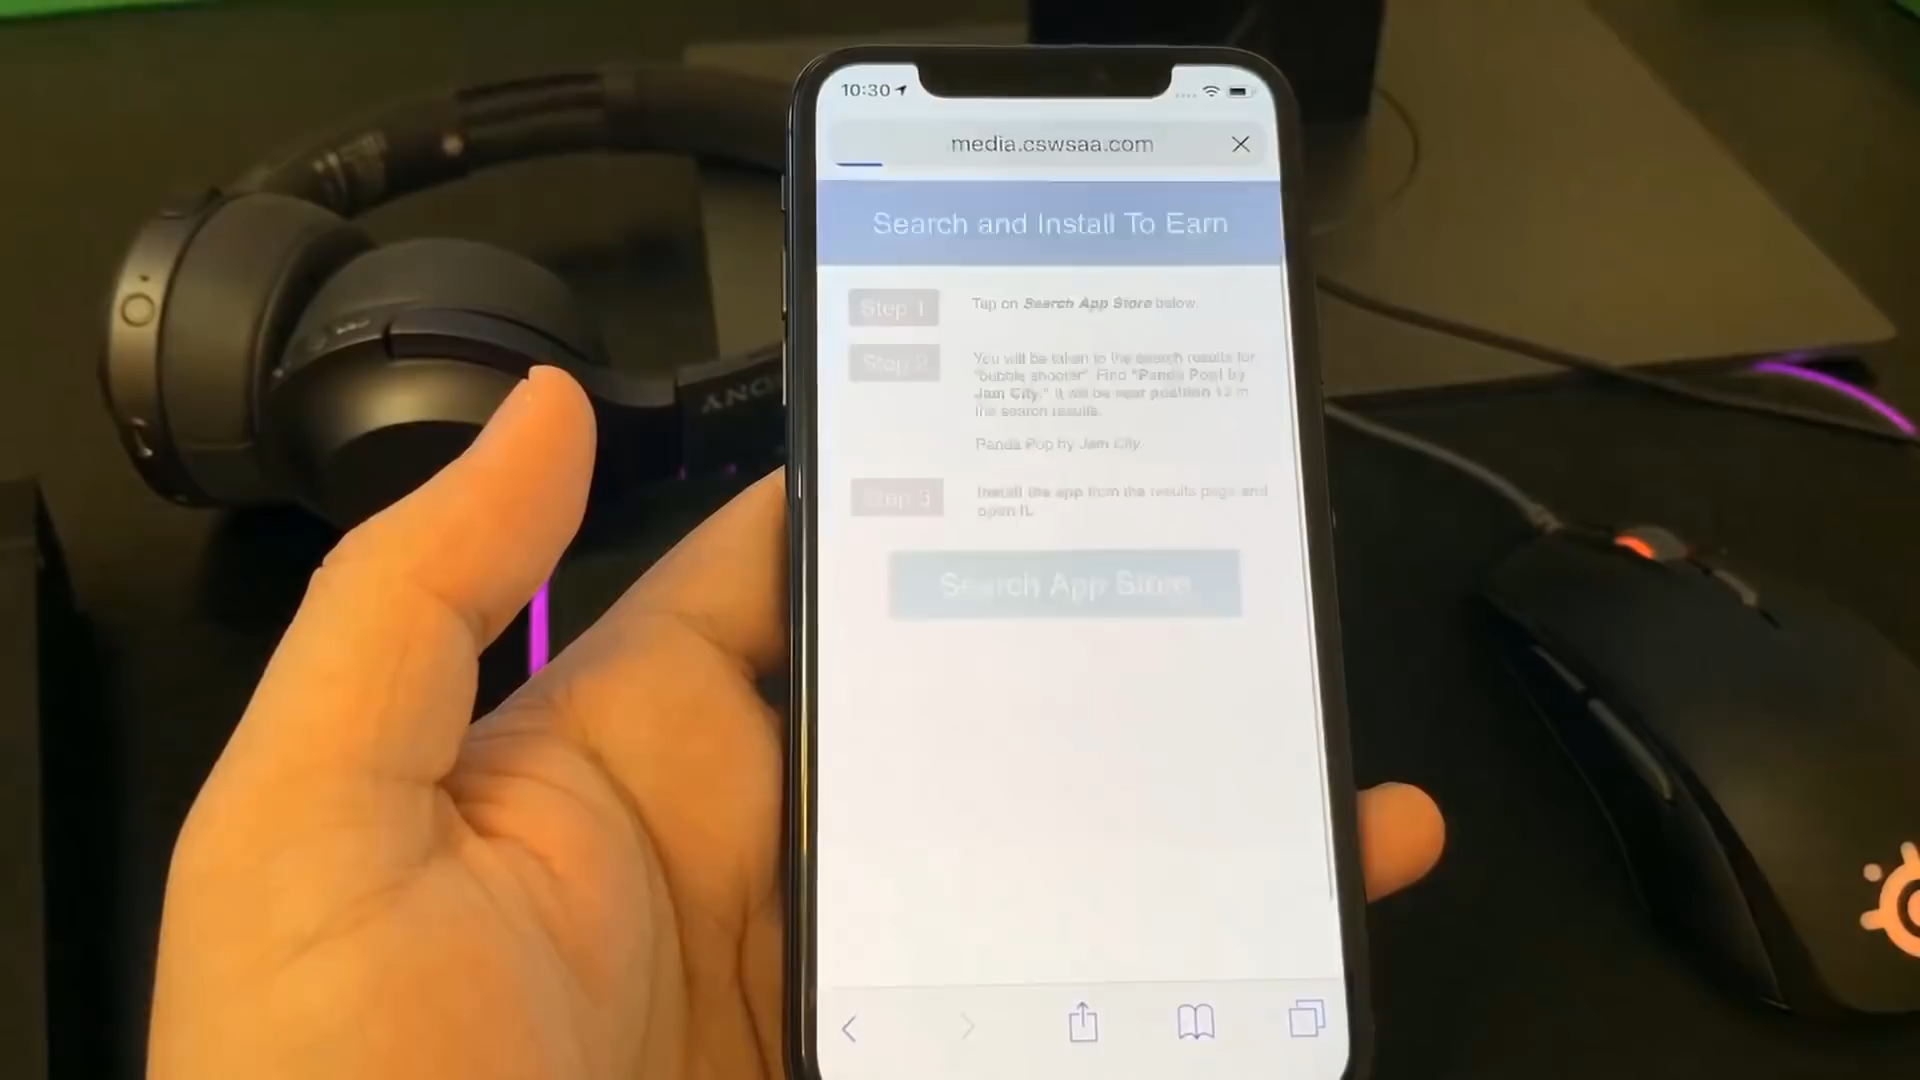 10:30
media.cswsaa.com
Search and Install To Earn
Step 1
Tap on Search App Store below.
Step 2
You will be taken to the search results for
"bubble shooter" Find "Panda Pop! by
Jam City." It will be near position 12 in
the search results.
Panda Pop by Jam City
Step 3
Install the app from the results page and
open it.
Search App Store
SONY